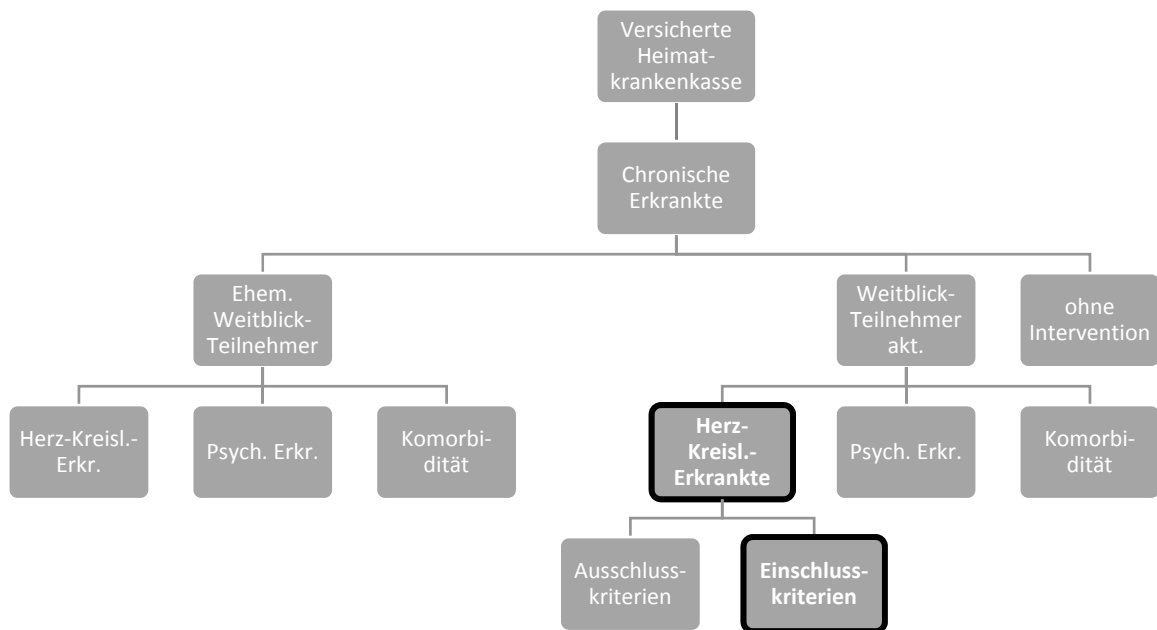 Versicherte
Heimat-
krankenkasse
Chronische
Erkrankte
Ehem.
Weitblick-
Teilnehmer
Weitblick-
Teilnehmer
akt.
ohne
Intervention
Herz-Kreisl.-
Erkr.
Psych. Erkr.
Komorbi-
dität
Herz-
Kreisl.-
Erkrankte
Psych. Erkr.
Komorbi-
dität
Ausschluss-
kriterien
Einschluss-
kriterien